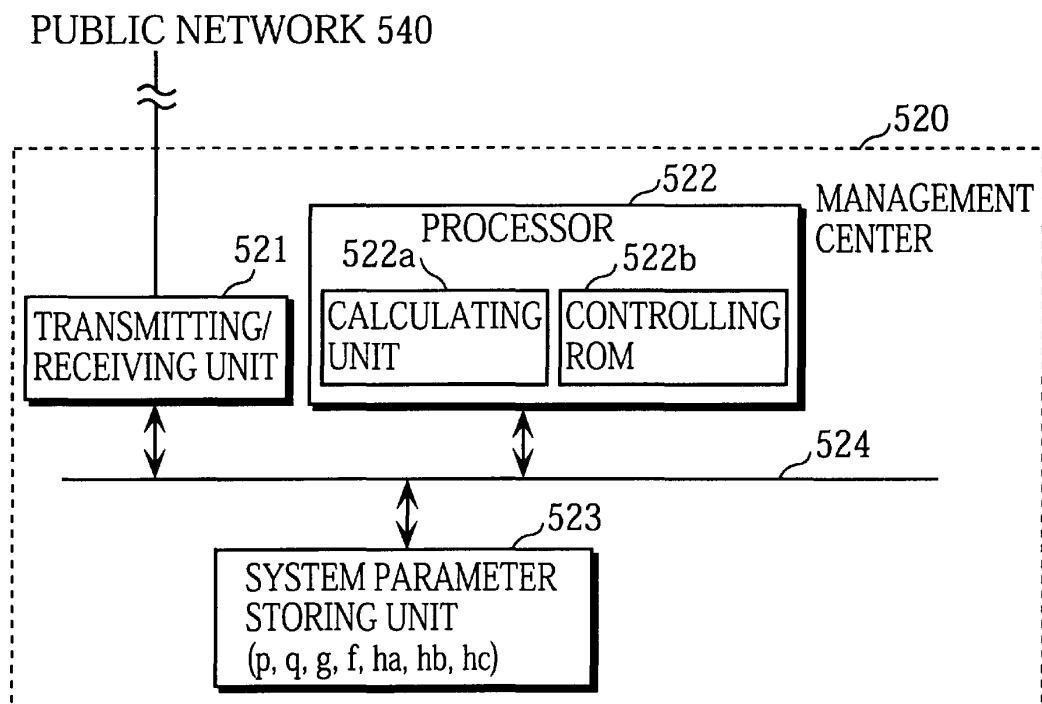 PUBLIC NETWORK 540
520
522
MANAGEMENT
CENTER
PROCESSOR
521
522a
522b
TRANSMITTING/
RECEIVING UNIT
CALCULATING
UNIT
CONTROLLING
ROM
524
523
SYSTEM PARAMETER
STORING UNIT
(p, q, g, f, ha, hb, hc)